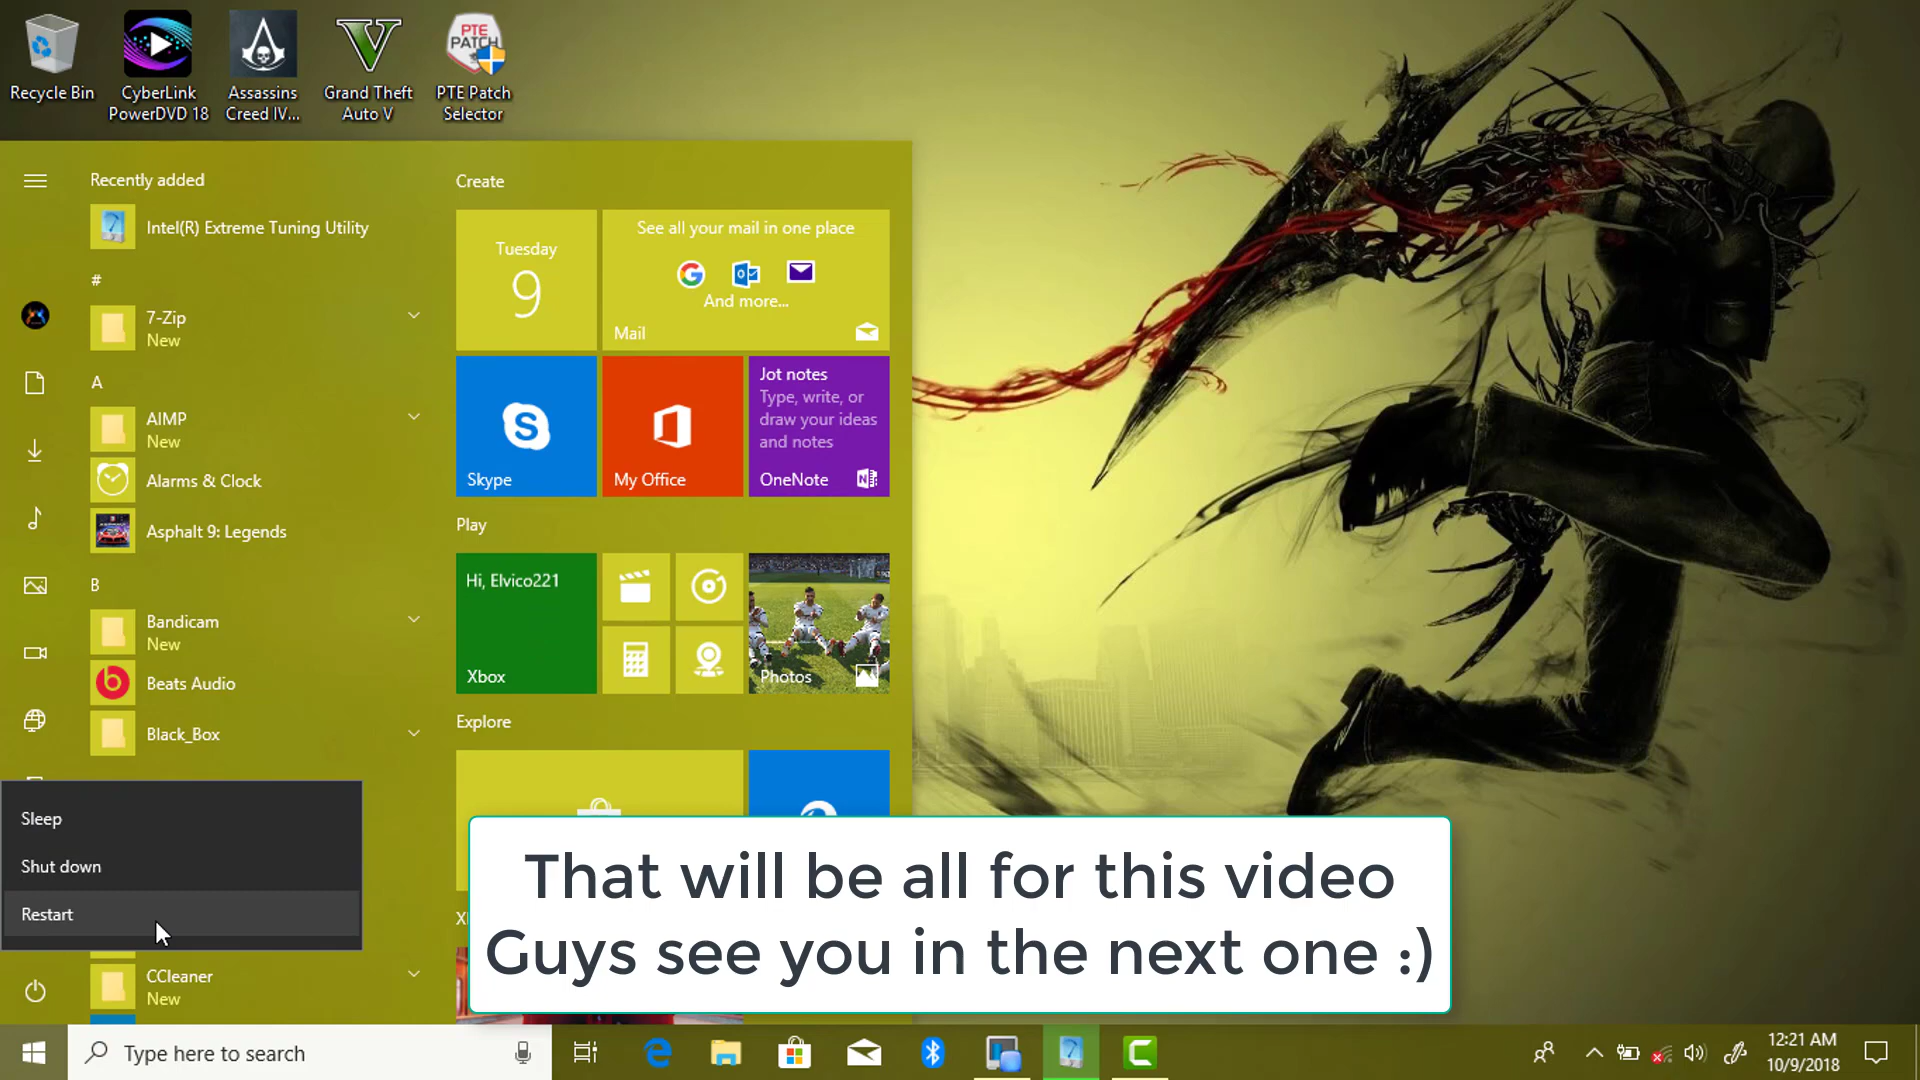 Recycle Bin
CyberLink
PowerDVD 18
Assassins
Creed IV...
Grand Theft
Auto V
PTE
PATCH
PTE Patch
Selector
Recently added
Intel(R) Extreme Tuning Utility
#
7-Zip
New
A
AIMP
New
Alarms & Clock
Asphalt 9: Legends
B
Bandicam
New
Beats Audio
Black_Box
Sleep
Shut down
Restart
CCleaner
New
Create
Tuesday
9
See all your mail in one place
And more...
Mail
Skype
My Office
Jot notes
Type, write, or
draw your ideas
and notes
OneNote
Play
Hi, Elvico221
Xbox
Photos
Explore
That will be all for this video
Guys see you in the next one :)
Type here to search
12:21 AM
10/9/2018